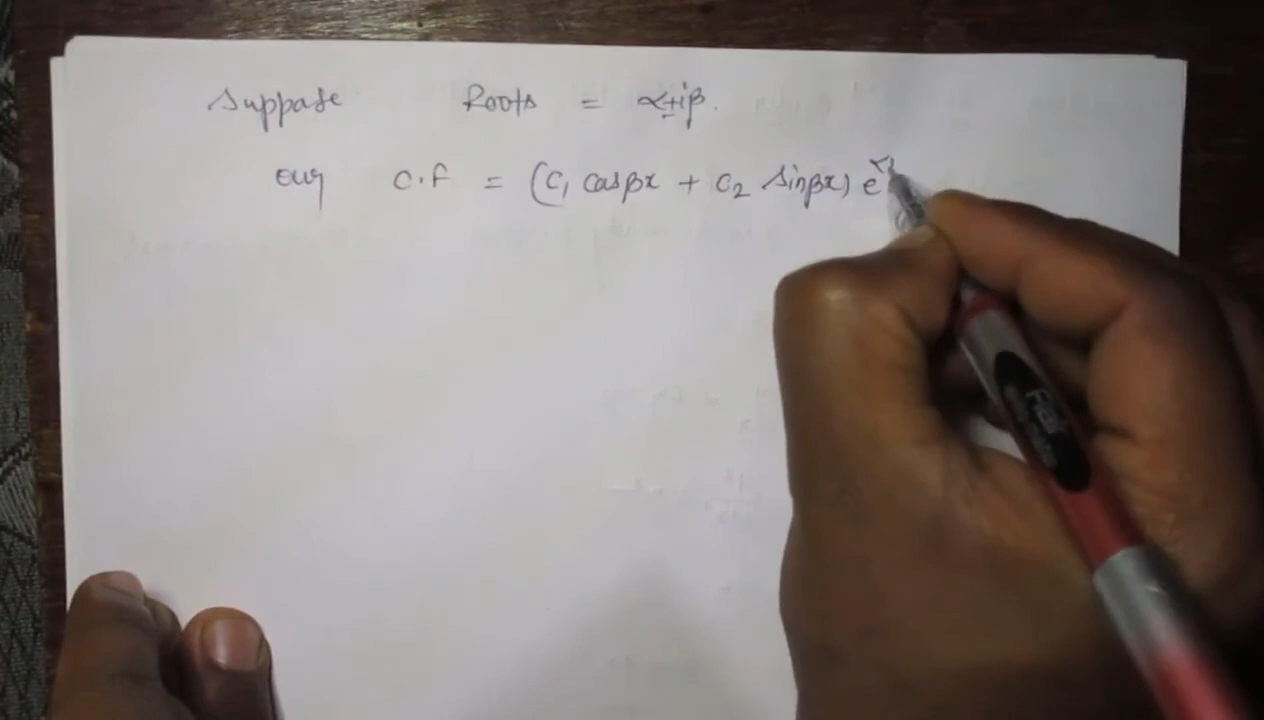 Suppose Roots = α±iβ.
our C.F = (C₁ cosβx + C₂ sinβx) e^α